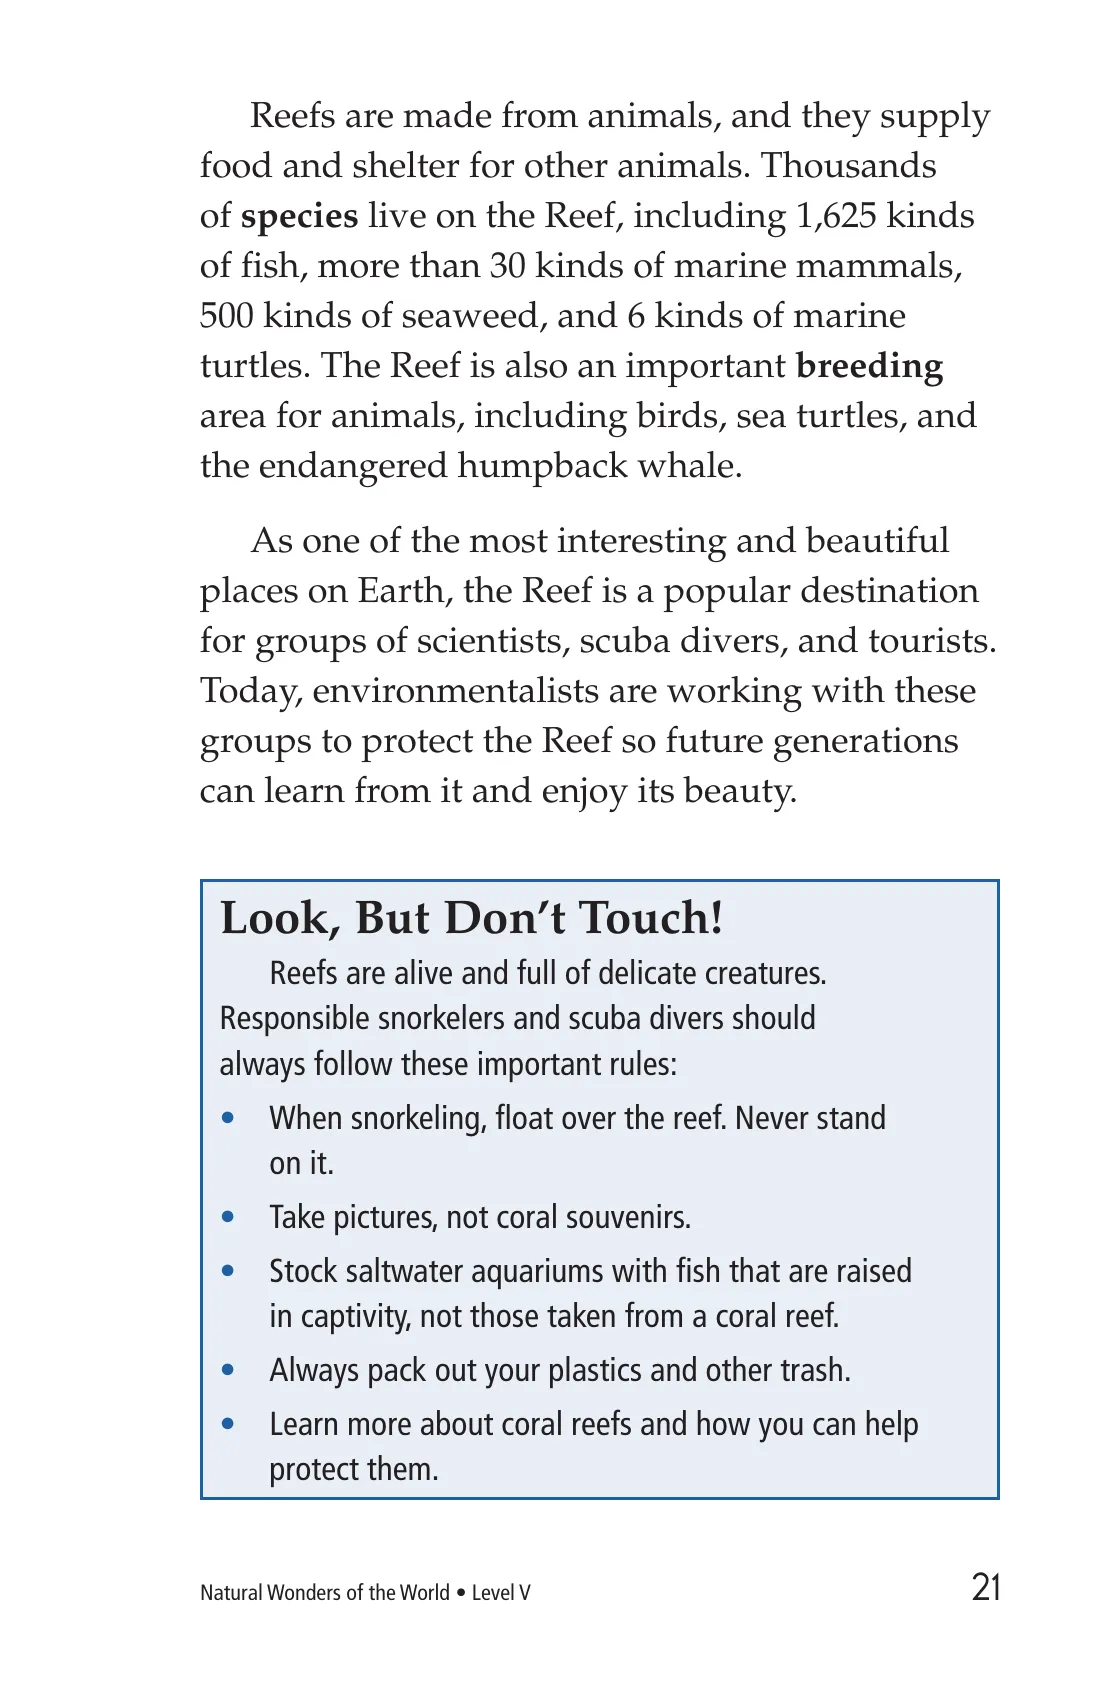 Reefs are made from animals, and they supply
food and shelter for other animals. Thousands
of species live on the Reef, including 1,625 kinds
of fish, more than 30 kinds of marine mammals,
500 kinds of seaweed, and 6 kinds of marine
turtles. The Reef is also an important breeding
area for animals, including birds, sea turtles, and
the endangered humpback whale.
As one of the most interesting and beautiful
places on Earth, the Reef is a popular destination
for groups of scientists, scuba divers, and tourists.
Today, environmentalists are working with these
groups to protect the Reef so future generations
can learn from it and enjoy its beauty.
Look, But Don’t Touch!
Reefs are alive and full of delicate creatures.
Responsible snorkelers and scuba divers should
always follow these important rules:
• When snorkeling, float over the reef. Never stand
on it.
• Take pictures, not coral souvenirs.
• Stock saltwater aquariums with fish that are raised
in captivity, not those taken from a coral reef.
• Always pack out your plastics and other trash.
• Learn more about coral reefs and how you can help
protect them.
Natural Wonders of the World • Level V
21